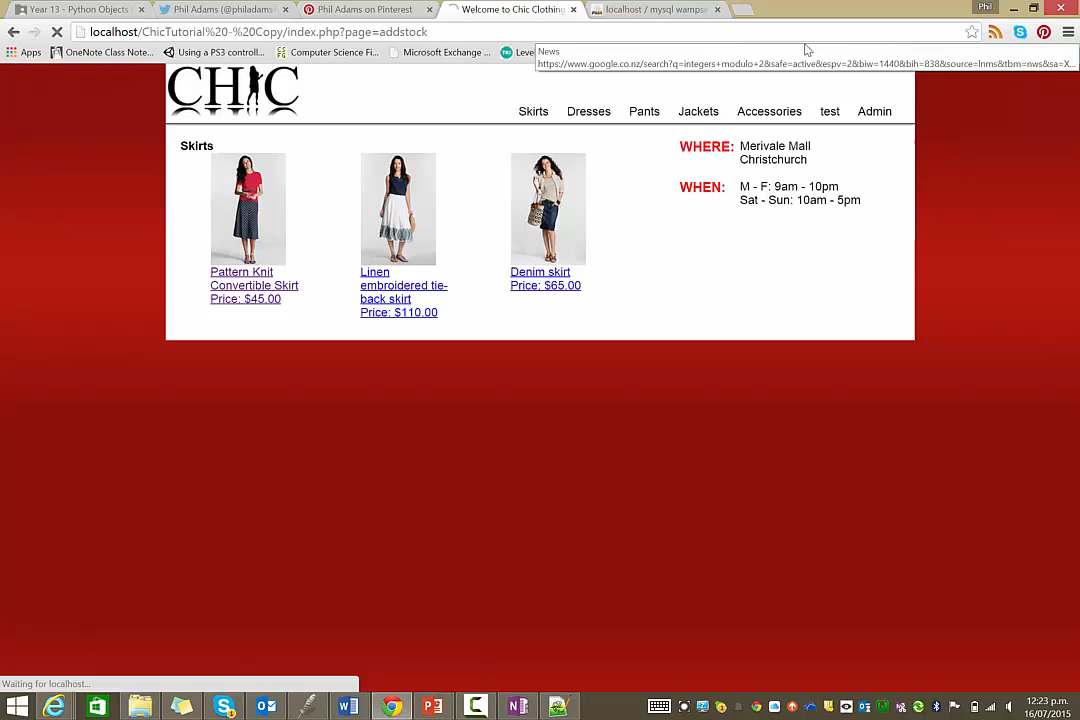 Year 13 - Python Objects
Phil Adams (@philadams
Phil Adams on Pinterest
Welcome to Chic Clothing
localhost / mysql wampse
Phil
localhost/ChicTutorial%20-%20Copy/index.php?page=addstock
Apps
OneNote Class Note...
Using a PS3 controll...
Computer Science Fi...
Microsoft Exchange ...
Leve
News
https://www.google.co.nz/search?q=integers+modulo+2&safe=active&espv=2&biw=1440&bih=838&source=lnms&tbm=nws&sa=X...
CHIC
Skirts
Dresses
Pants
Jackets
Accessories
test
Admin
Skirts
Pattern Knit
Convertible Skirt
Price: $45.00
Linen
embroidered tie-
back skirt
Price: $110.00
Denim skirt
Price: $65.00
WHERE: Merivale Mall
Christchurch
WHEN: M - F: 9am - 10pm
Sat - Sun: 10am - 5pm
Waiting for localhost...
12:23 p.m.
16/07/2015